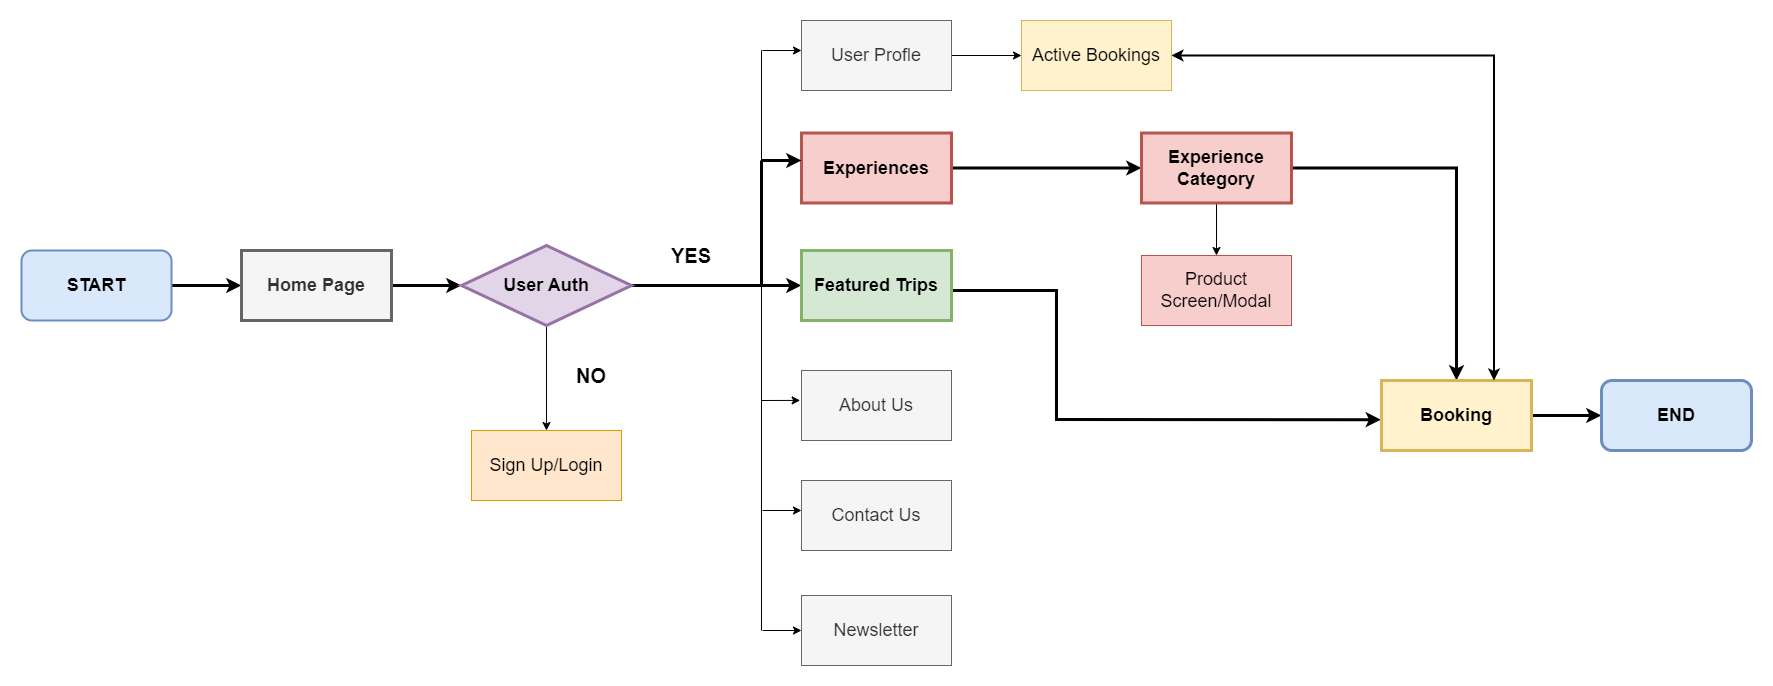 User Profle
Active Bookings
Experiences
Experience
Category
YES
START
Home Page
User Auth
Featured Trips
Product
Screen/Modal
NO
About Us
Booking
END
Sign Up/Login
Contact Us
Newsletter